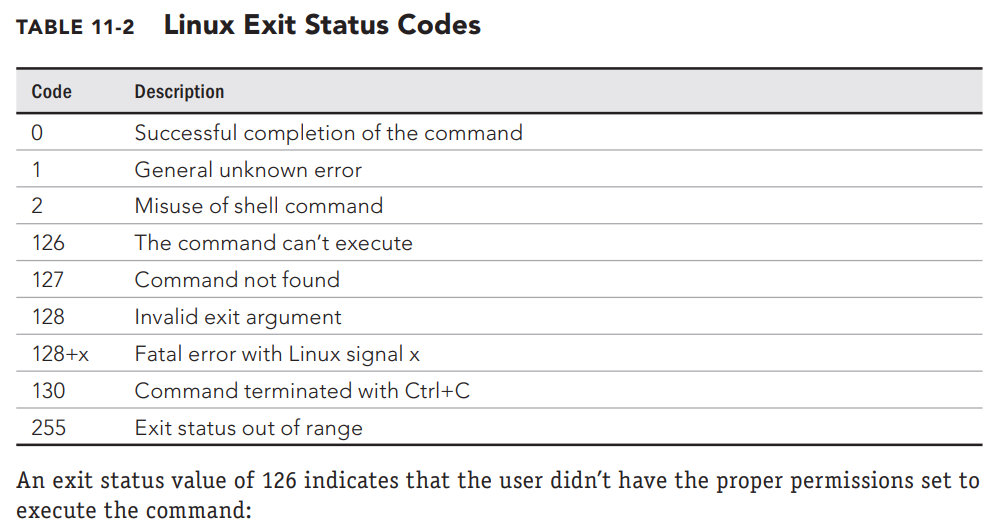 TABLE 11-2 Linux Exit Status Codes
Code Description
0 Successful completion of the command
1 General unknown error
2 Misuse of shell command
126 The command can’t execute
127 Command not found
128 Invalid exit argument
128+x Fatal error with Linux signal x
130 Command terminated with Ctrl+C
255 Exit status out of range
An exit status value of 126 indicates that the user didn’t have the proper permissions set to
execute the command: